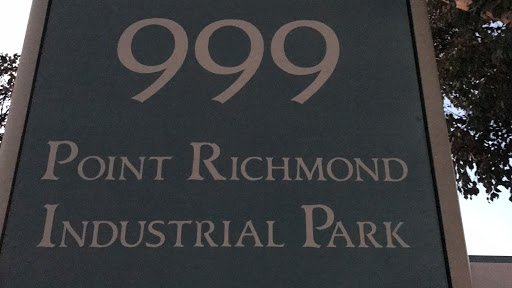 999
Point Richmond
Industrial Park